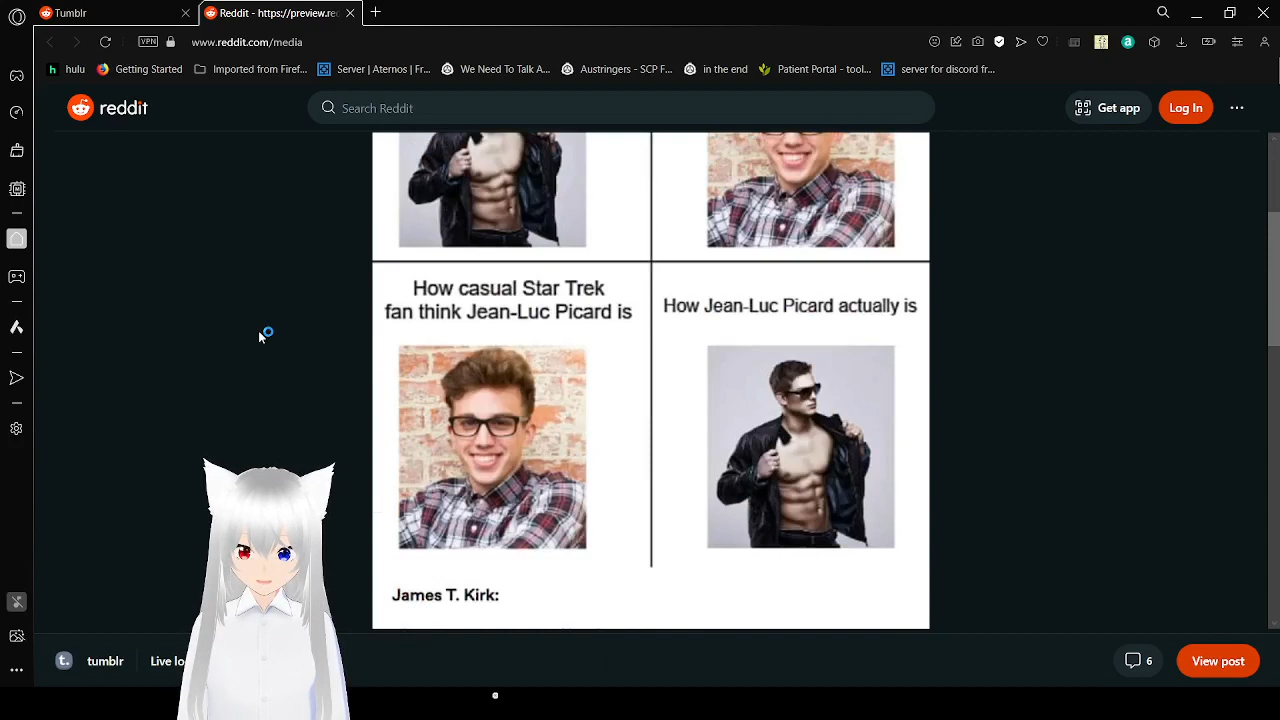 Tumblr
Reddit - https://preview.re
VPN
www.reddit.com/media
hulu
Getting Started
Imported from Firef...
Server | Aternos | Fr...
We Need To Talk A...
Austringers - SCP F...
in the end
Patient Portal - tool...
server for discord fr...
reddit
Search Reddit
Get app
Log In
How casual Star Trek
fan think Jean-Luc Picard is
How Jean-Luc Picard actually is
James T. Kirk:
t.
tumblr
Live lo
6
View post